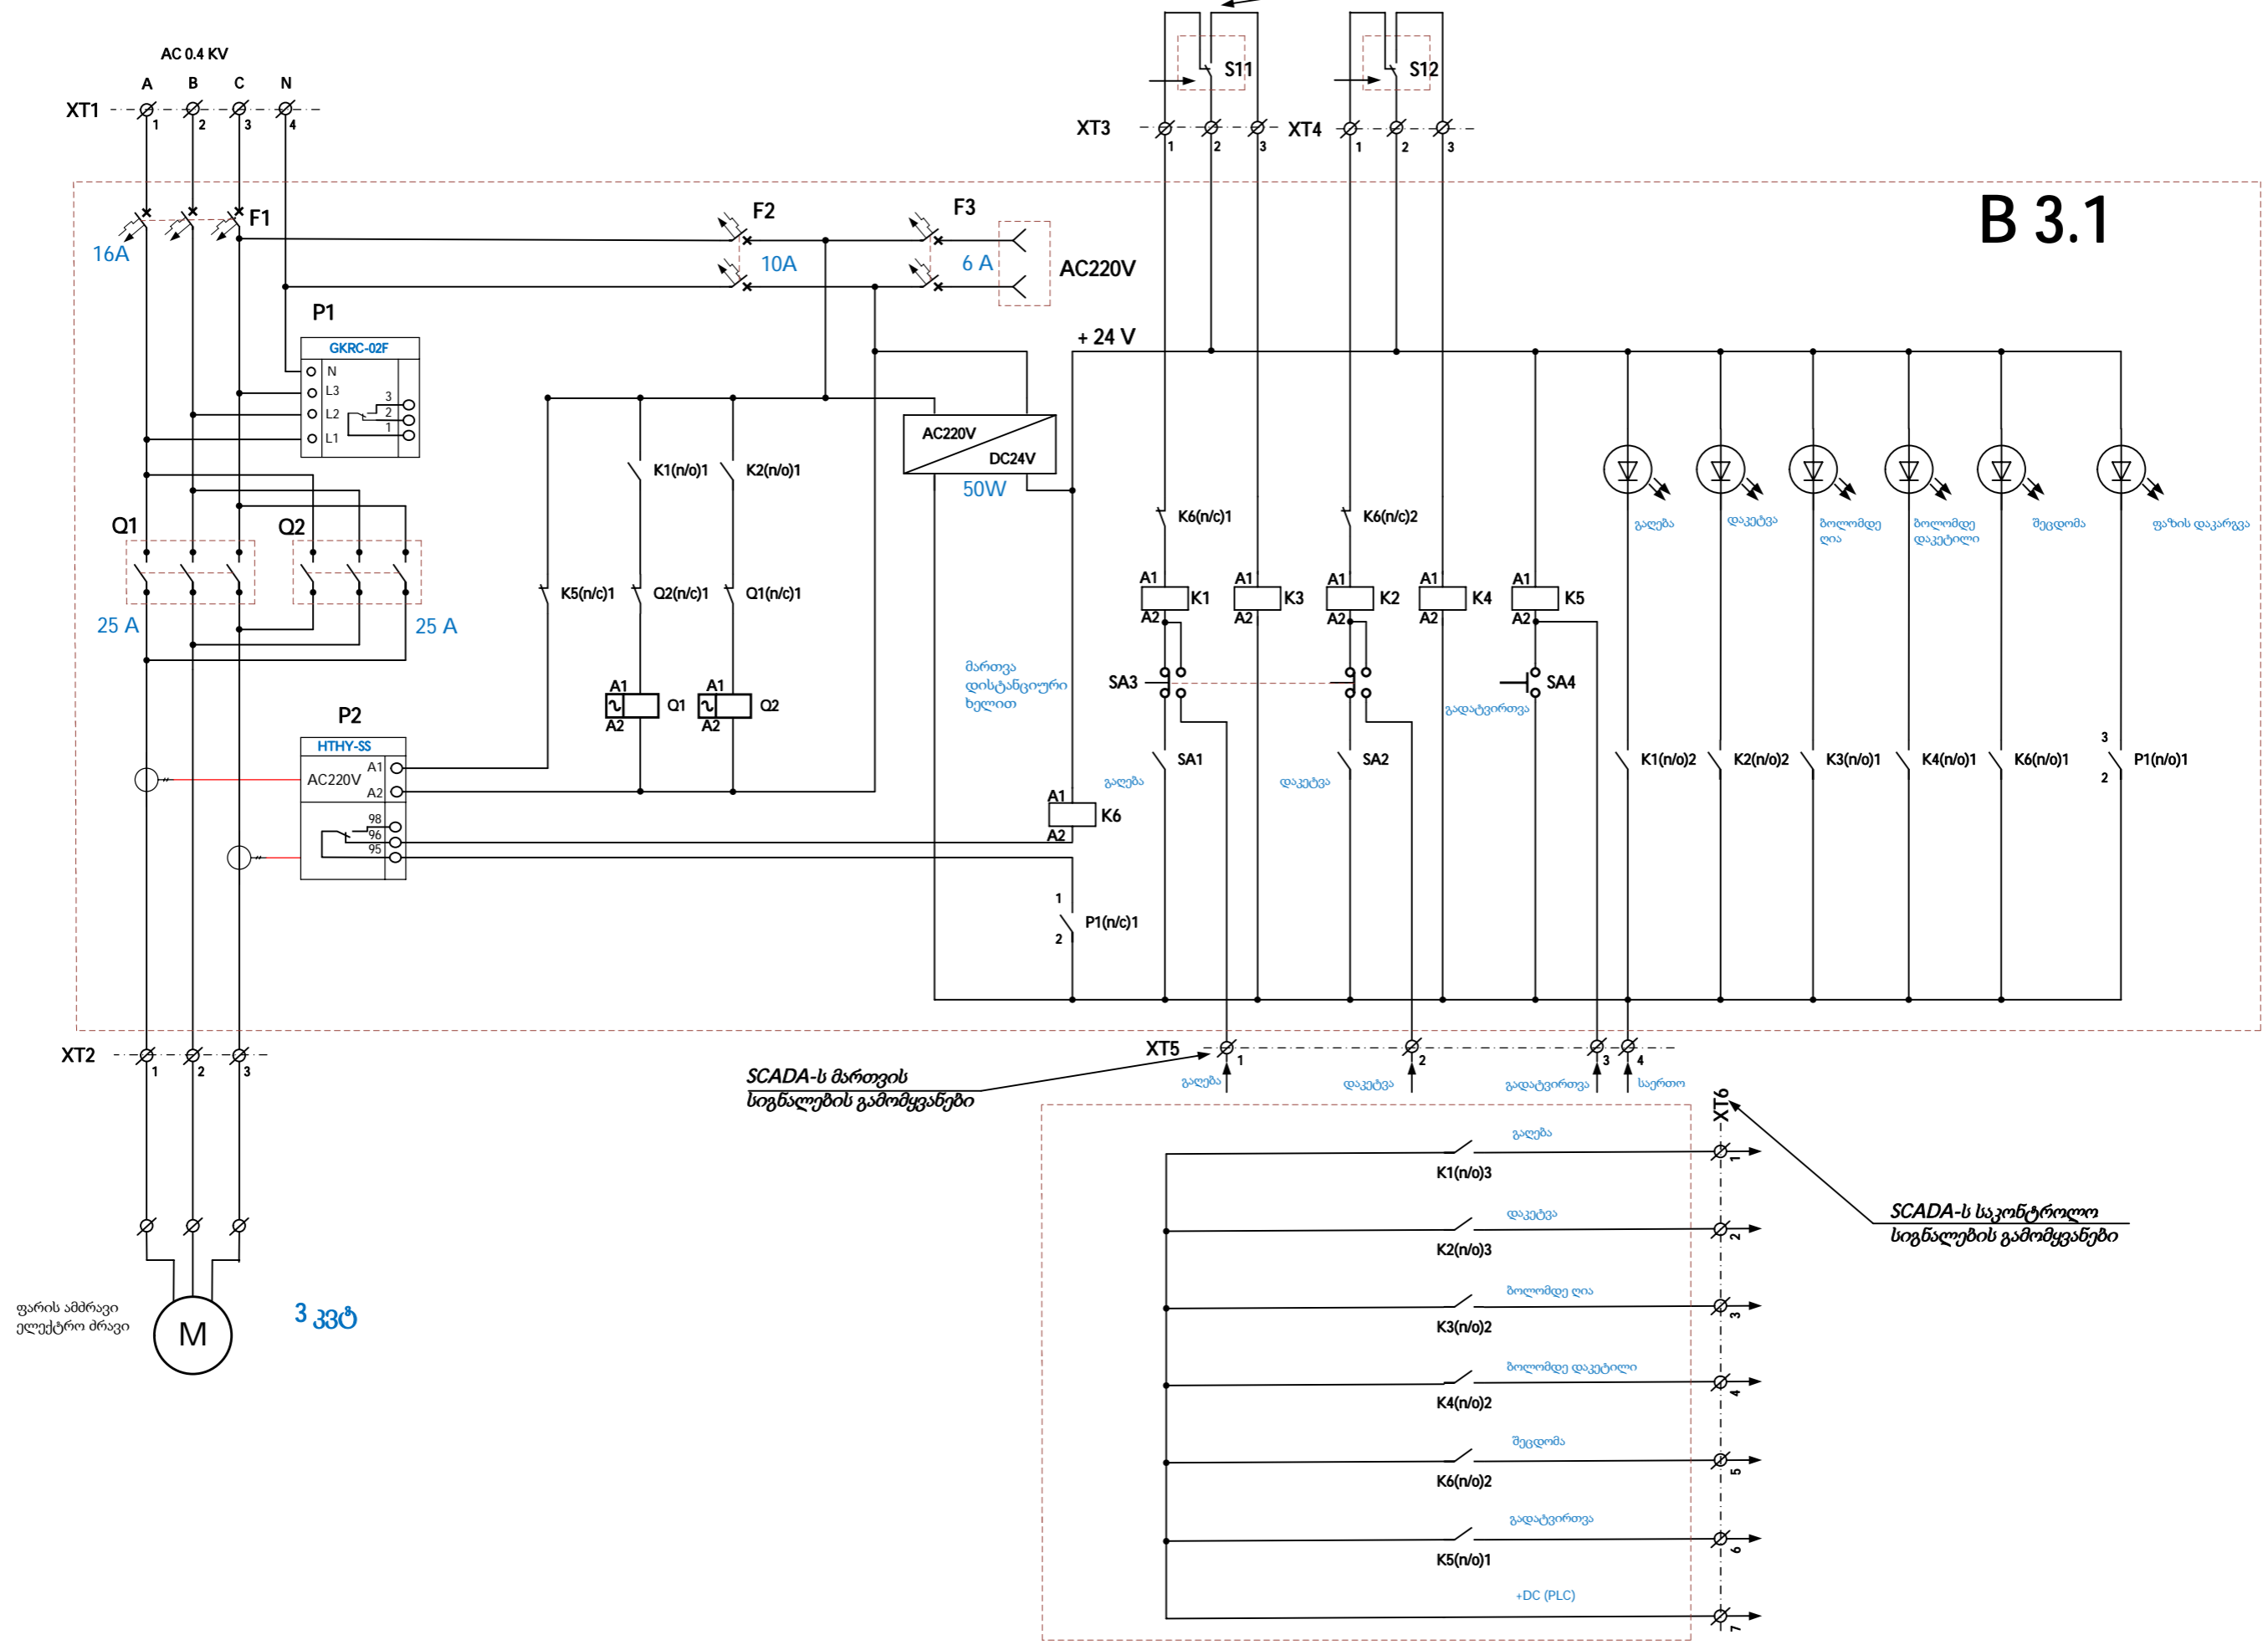 AC 0.4 KV
A B C N
XT1
1 2 3 4
S11
S12
XT3
1 2 3
XT4
1 2 3
B 3.1
F1
16A
F2
10A
F3
6 A
AC220V
P1
GKRC-02F
N
L3
L2
L1
3
2
1
+ 24 V
AC220V
DC24V
50W
K1(n/o)1
K2(n/o)1
K5(n/c)1
Q2(n/c)1
Q1(n/c)1
Q1
25 A
Q2
25 A
A1
Q1
A2
A1
Q2
A2
K6(n/c)1
K6(n/c)2
A1
K1
A2
A1
K3
A2
A1
K2
A2
A1
K4
A2
A1
K5
A2
გაღება
დაკეტვა
ბოლომდე
ღია
ბოლომდე
დაკეტილი
შეცდომა
ფაზის დაკარგვა
მართვა
დისტანციური
ხელით
SA3
SA4
გადატვირთვა
SA1
გაღება
SA2
დაკეტვა
K1(n/o)2
K2(n/o)2
K3(n/o)1
K4(n/o)1
K6(n/o)1
3
P1(n/o)1
2
P2
HTHY-SS
AC220V
A1
A2
98
96
95
A1
K6
A2
1
P1(n/c)1
2
XT2
1 2 3
XT5
1 2 3 4
გაღება
დაკეტვა
გადატვირთვა
საერთო
SCADA-ს მართვის
სიგნალების გამომყვანები
XT6
გაღება
K1(n/o)3
1
დაკეტვა
K2(n/o)3
2
ბოლომდე ღია
K3(n/o)2
3
ბოლომდე დაკეტილი
K4(n/o)2
4
შეცდომა
K6(n/o)2
5
გადატვირთვა
K5(n/o)1
6
+DC (PLC)
7
SCADA-ს საკონტროლო
სიგნალების გამომყვანები
ფარის ამძრავი
ელექტრო ძრავი
M
3 კვტ